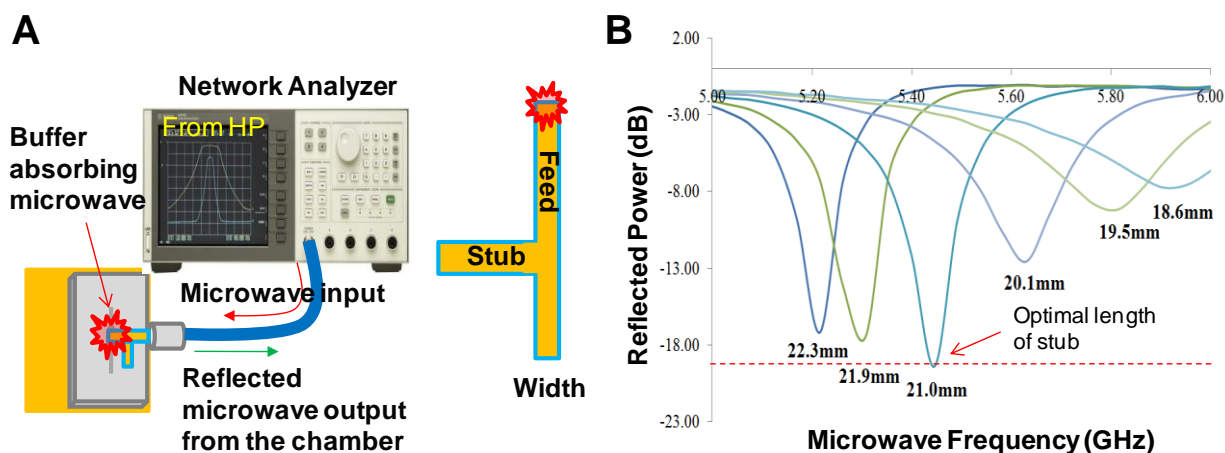 A
Network Analyzer
From HP
Buffer
absorbing
microwave
Microwave input
Reflected
microwave output
from the chamber
Feed
Stub
Width
B
Reflected Power (dB)
2.00
-3.00
-8.00
-13.00
-18.00
-23.00
5.00
5.20
5.40
5.60
5.80
6.00
18.6mm
19.5mm
20.1mm
Optimal length
of stub
22.3mm
21.9mm
21.0mm
Microwave Frequency (GHz)